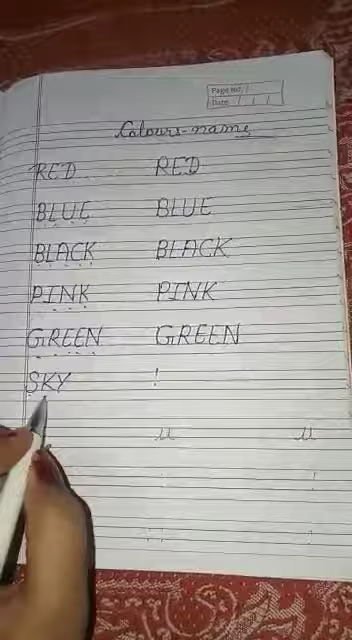 Page No.
Date
Colours-name
RED RED
BLUE BLUE
BLACK BLACK
PINK PINK
GREEN GREEN
SKY !